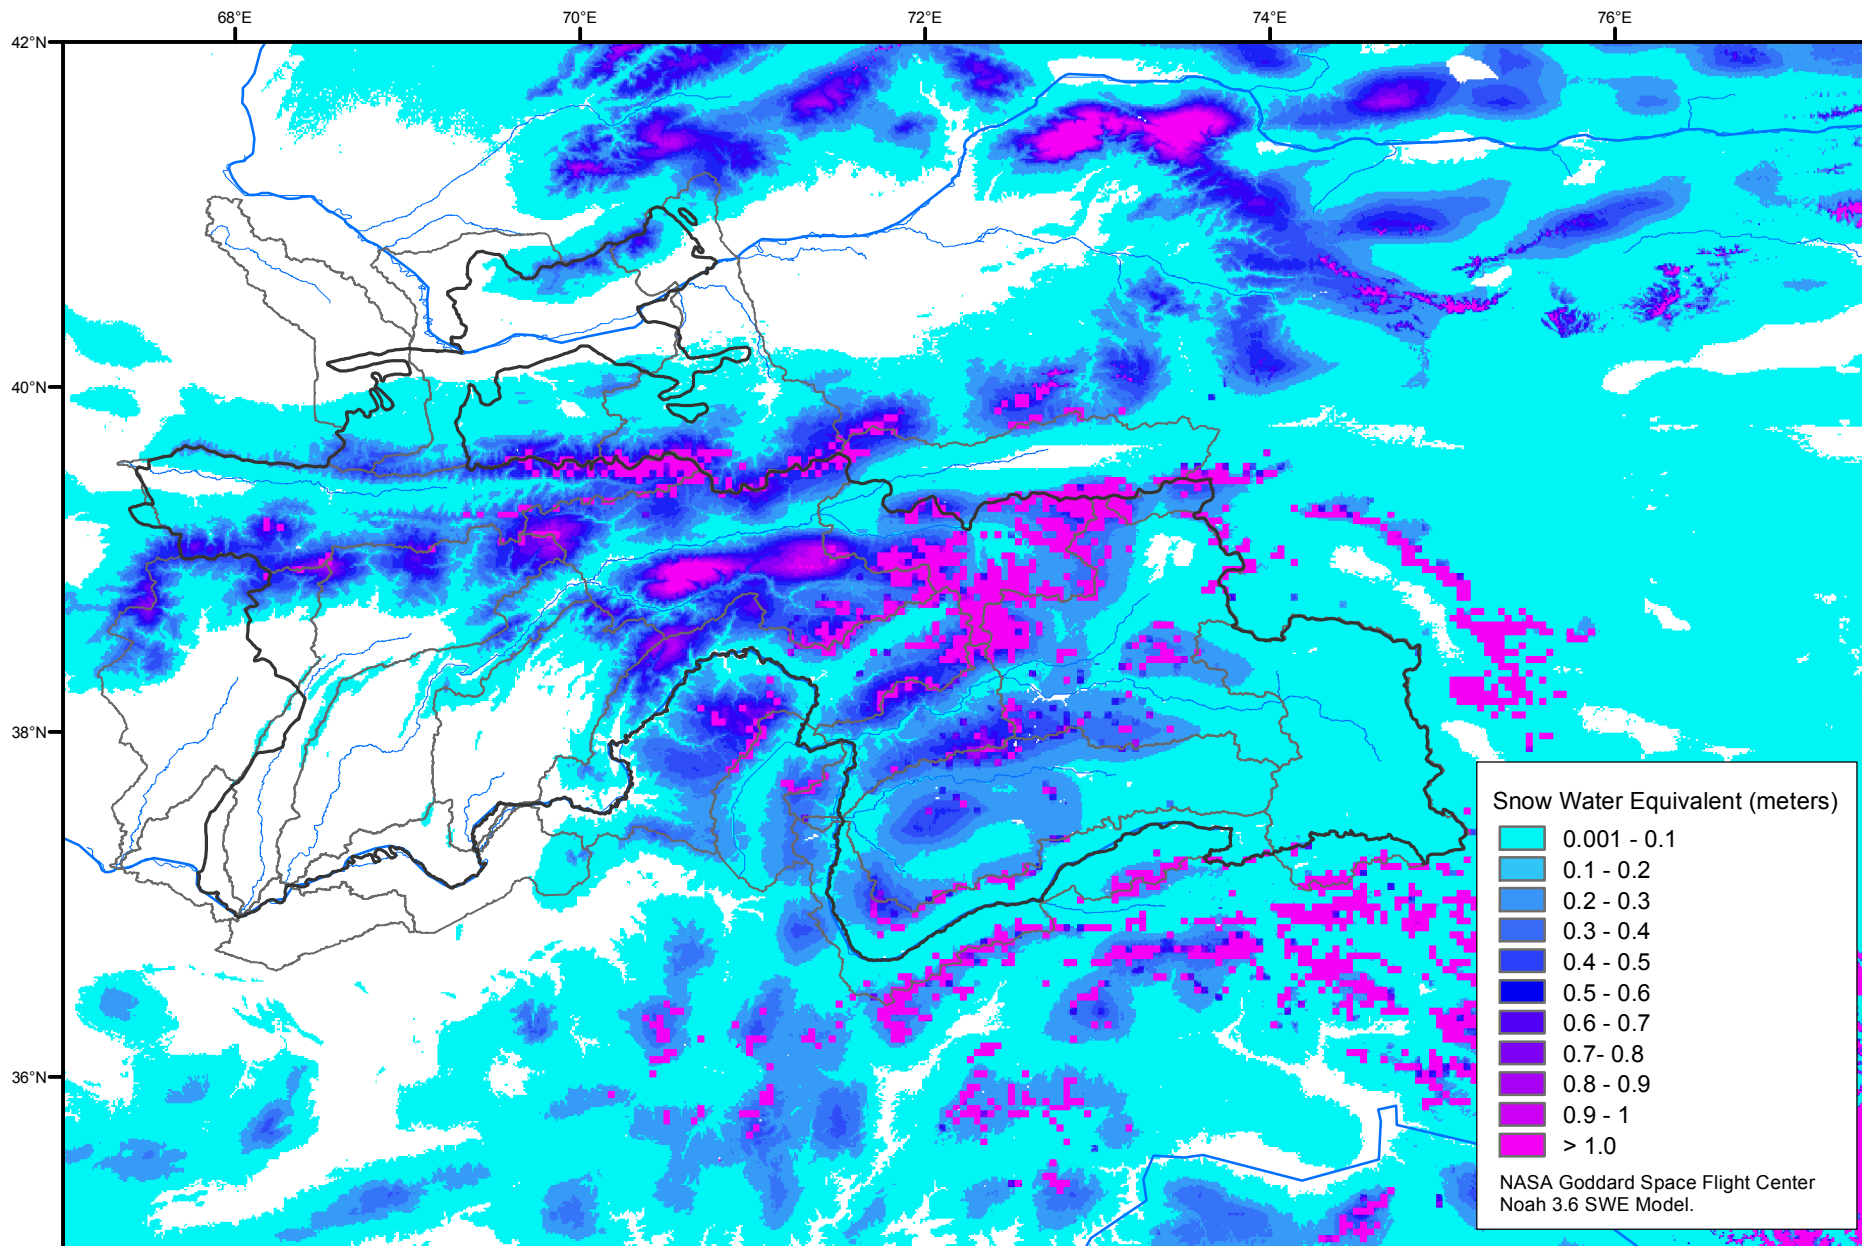 68°E 70°E 72°E 74°E 76°E
42°N
40°N
38°N
36°N
Snow Water Equivalent (meters)
0.001 - 0.1
0.1 - 0.2
0.2 - 0.3
0.3 - 0.4
0.4 - 0.5
0.5 - 0.6
0.6 - 0.7
0.7- 0.8
0.8 - 0.9
0.9 - 1
> 1.0
NASA Goddard Space Flight Center
Noah 3.6 SWE Model.